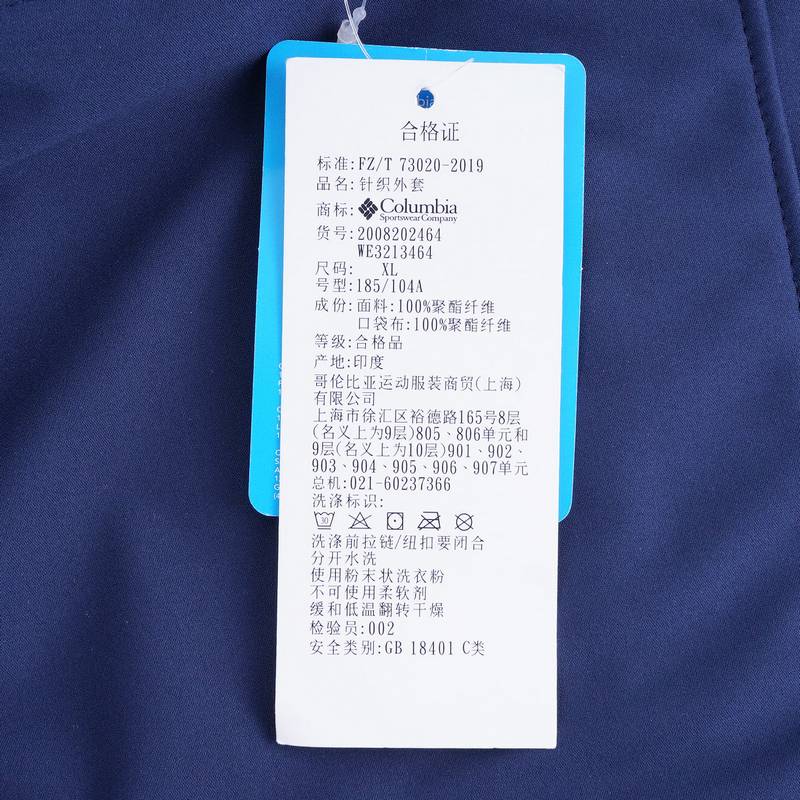 合格证
标准:FZ/T 73020-2019
品名:针织外套
商标: Columbia
Sportswear Company
货号:2008202464
WE3213464
尺码: XL
号型:185/104A
成份:面料:100%聚酯纤维
口袋布:100%聚酯纤维
等级:合格品
产地:印度
哥伦比亚运动服装商贸(上海)
有限公司
上海市徐汇区裕德路165号8层
(名义上为9层)805、806单元和
9层(名义上为10层)901、902、
903、904、905、906、907单元
总机:021-60237366
洗涤标识:
30
洗涤前拉链/纽扣要闭合
分开水洗
使用粉末状洗衣粉
不可使用柔软剂
缓和低温翻转干燥
检验员:002
安全类别:GB 18401 C类